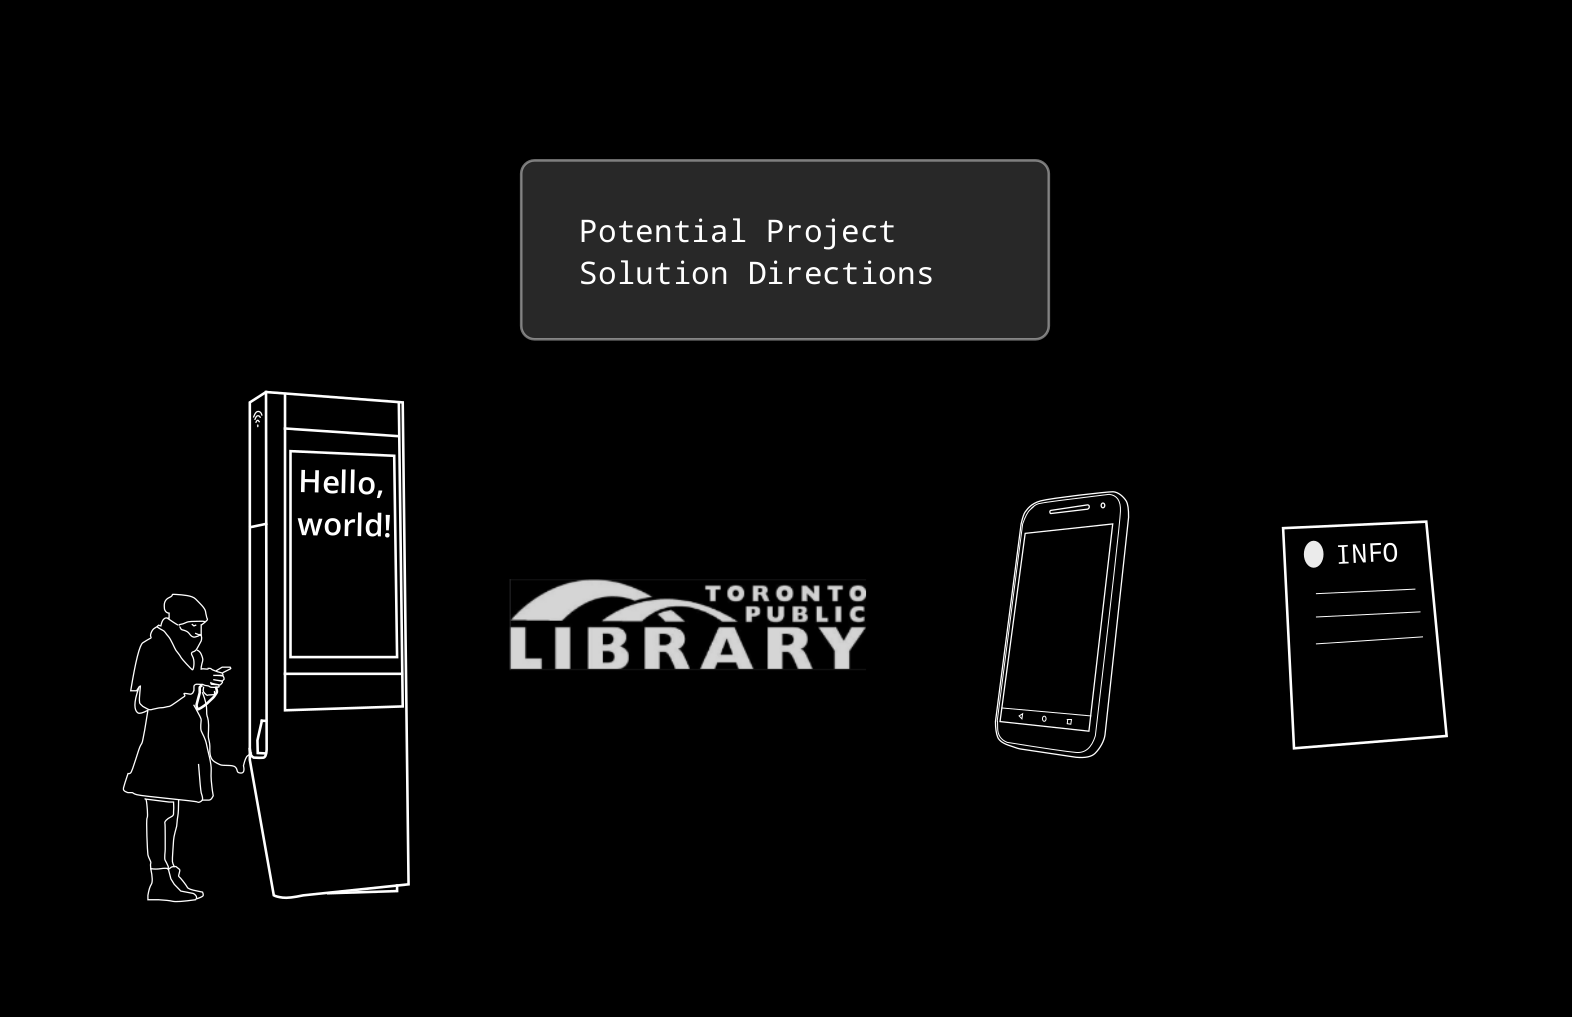 Potential Project
Solution Directions
Hello,
world!
TORONTO
PUBLIC
LIBRARY
INFO